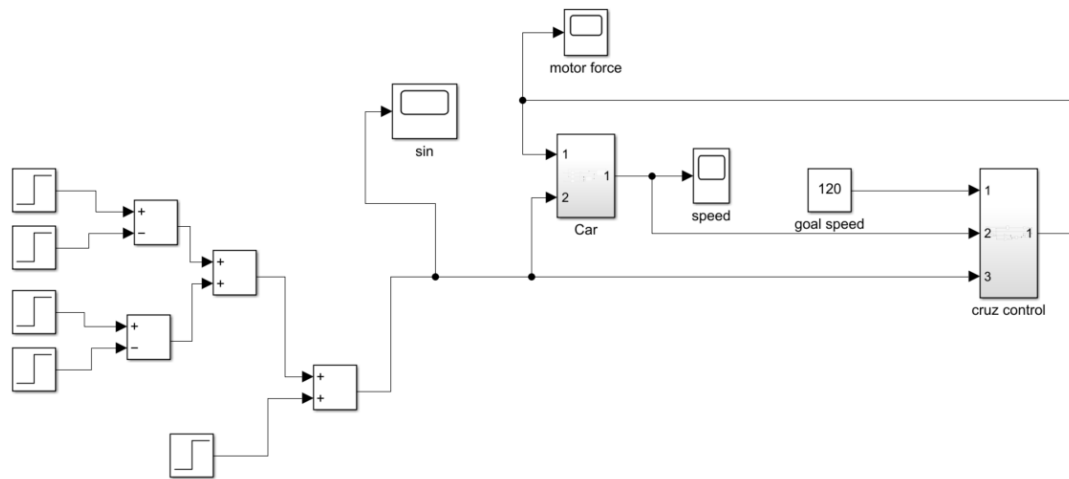 motor force
sin
1
2
1
Car
speed
120
goal speed
1
2
3
1
cruz control
+
−
+
+
+
−
+
+